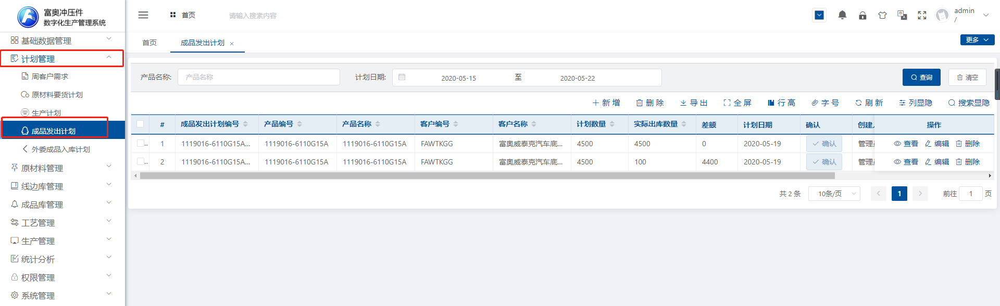 富奥冲压件
数字化生产管理系统
首页
请输入搜索内容
admin
/
基础数据管理
计划管理
周客户需求
原材料要货计划
生产计划
成品发出计划
外委成品入库计划
原材料管理
线边库管理
成品库管理
工艺管理
生产管理
统计分析
权限管理
系统管理
首页 成品发出计划
更多
产品名称: 产品名称 计划日期: 2020-05-15 至 2020-05-22 查询 清空
新 增 删 除 导 出 全 屏 行 高 字 号 刷 新 列显隐 搜索显隐
# 成品发出计划编号 产品编号 产品名称 客户编号 客户名称 计划数量 实际出库数量 差额 计划日期 确认 创建 操作
1 1119016-6110G15A... 1119016-6110G15A 1119016-6110G15A FAWTKGG 富奥威泰克汽车底... 4500 4500 0 2020-05-19 确认 管理 查看 编辑 删除
2 1119016-6110G15A... 1119016-6110G15A 1119016-6110G15A FAWTKGG 富奥威泰克汽车底... 4500 100 4400 2020-05-19 确认 管理 查看 编辑 删除
共 2 条 10条/页 1 前往 1 页